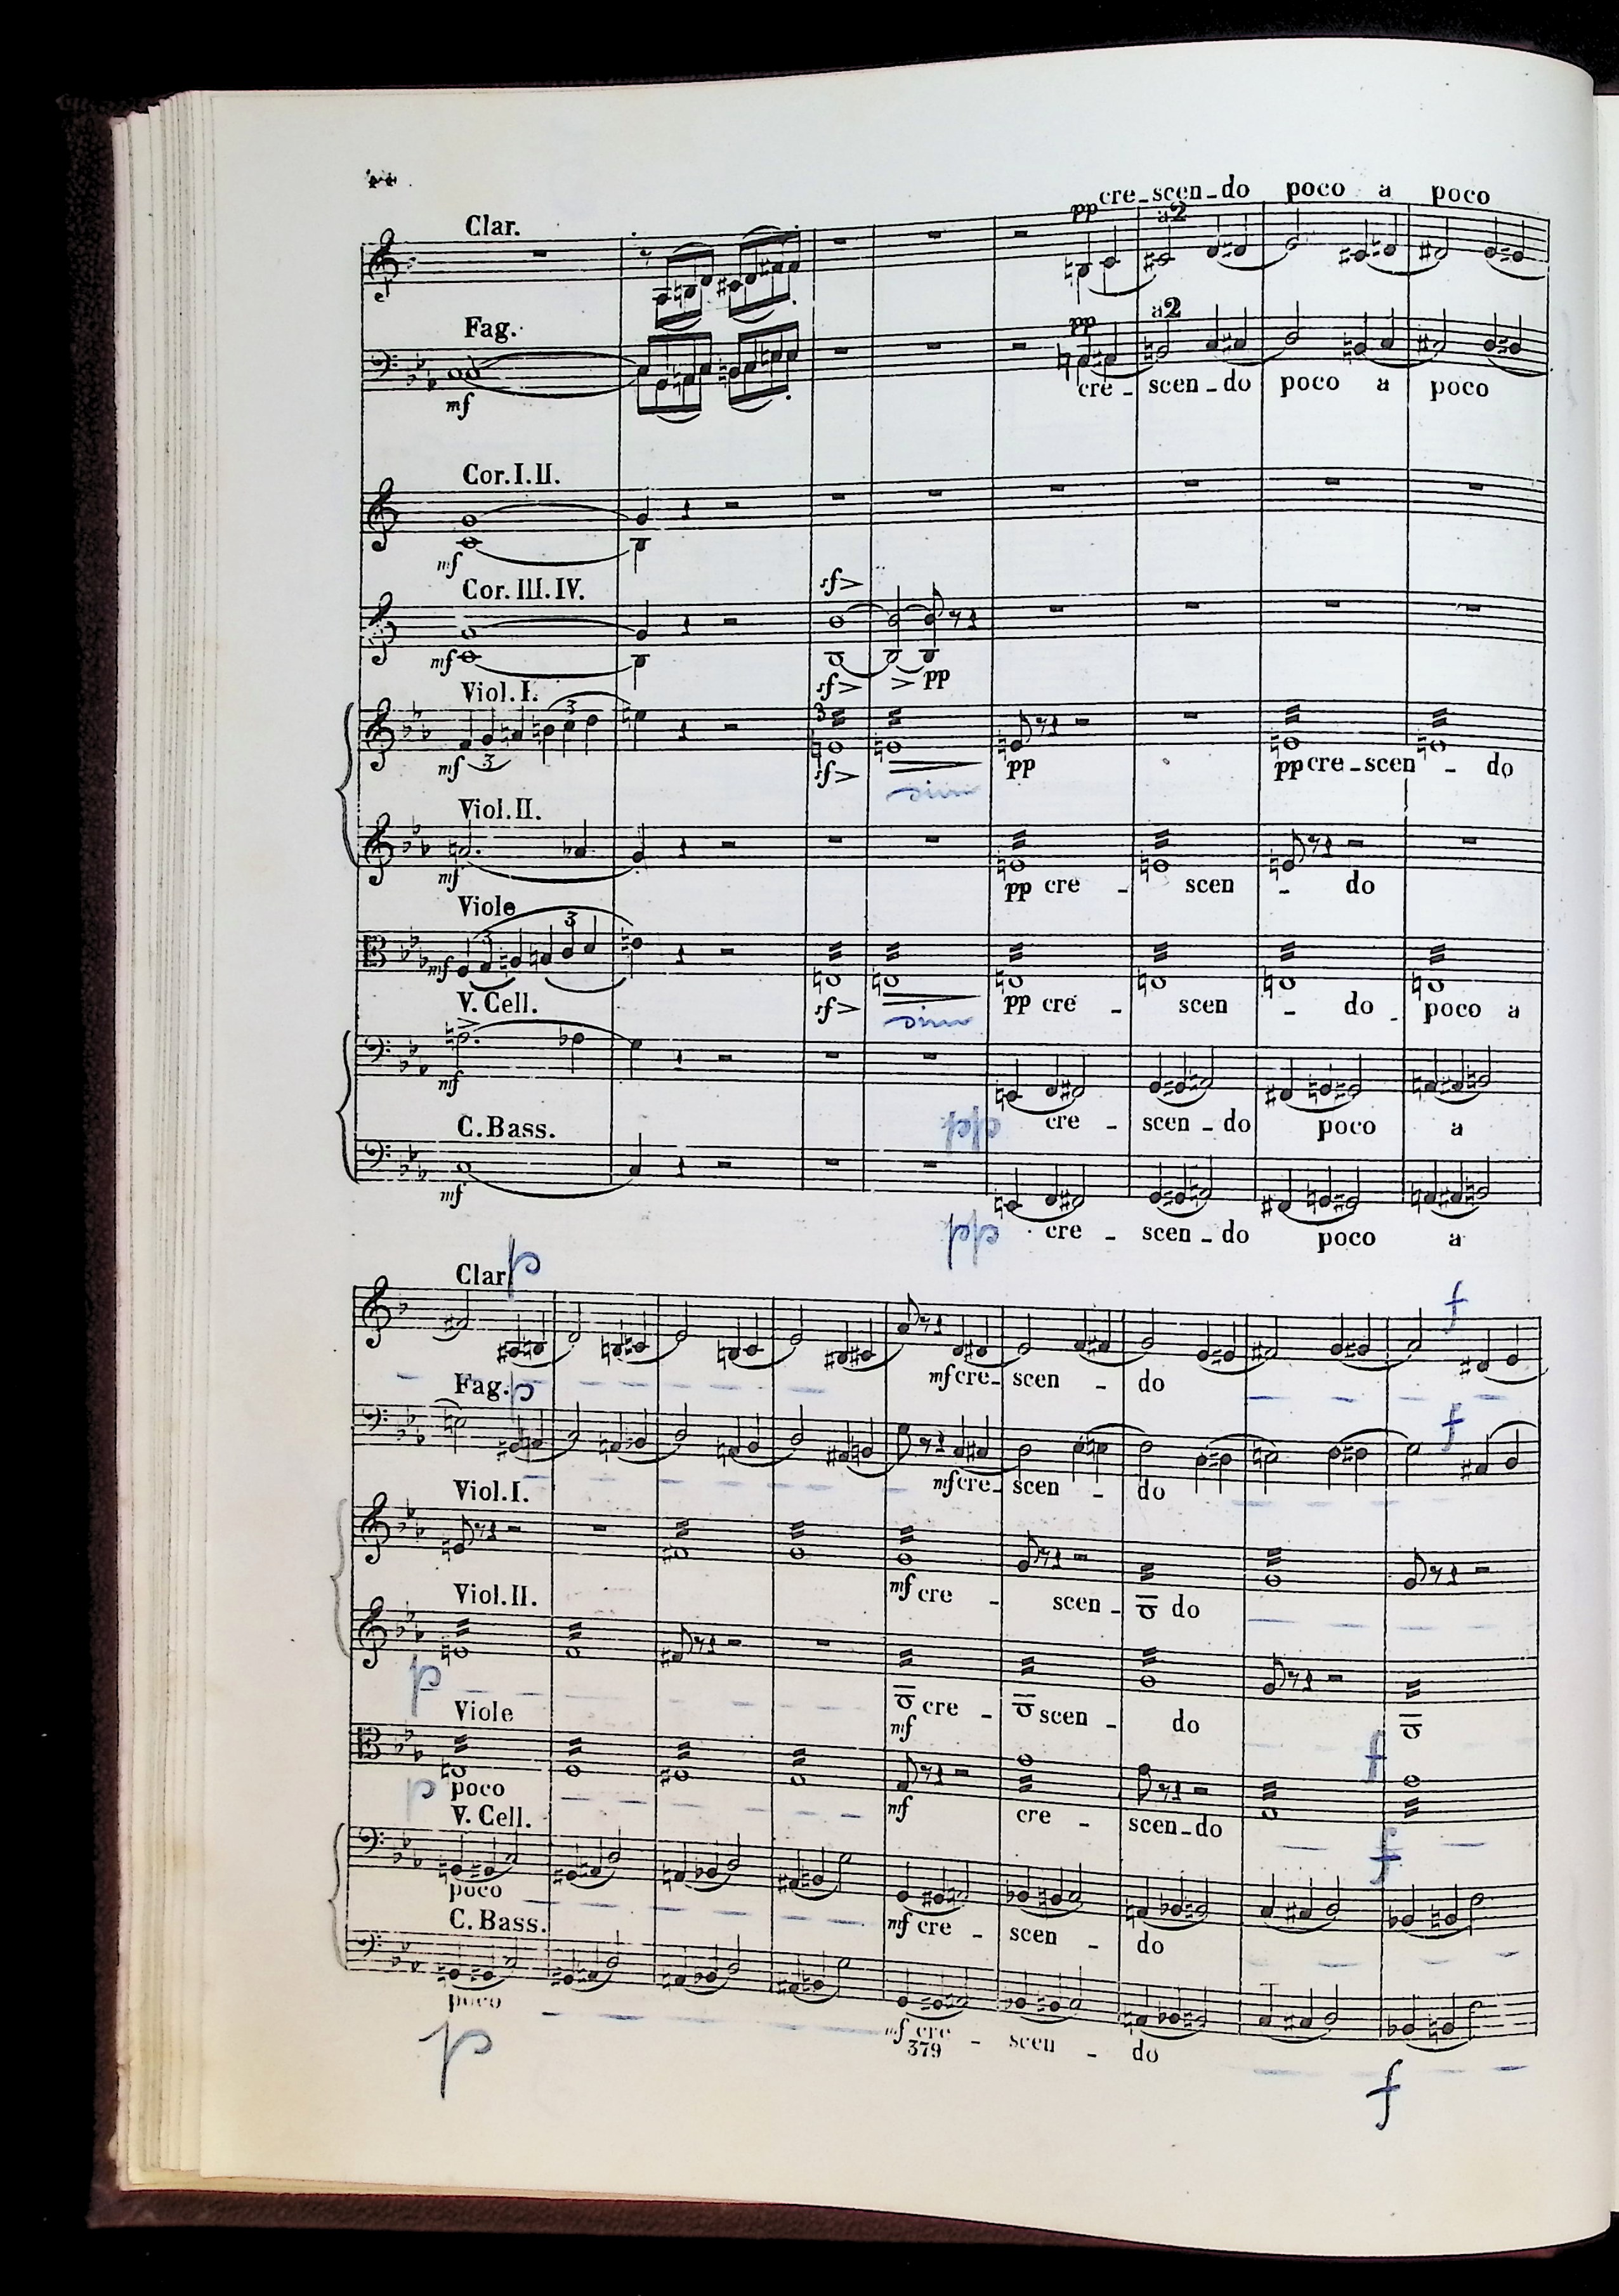 cre_scen_do poco a poco
Clar. pp a2
Fag. pp a2
mf cre - scen - do poco a poco
Cor. I. II.
mf
Cor. III. IV. sf>
mf sf> > pp
Viol. I. 3 3
mf 3 sf> pp pp cre - scen - do
dim
Viol. II.
mf pp cre - scen - do
Viole 3 3
mf sf> pp cre - scen - do - poco a
dim
V. Cell.
mf pp cre - scen - do poco a
C. Bass.
mf pp cre - scen - do poco a
Clar. p f
mf cre - scen - do
Fag. p f
mf cre - scen - do
Viol. I.
mf cre - scen - do
Viol. II.
p cre - scen - do
mf f
Viole
p poco mf cre - scen - do
f
V. Cell.
poco mf cre - scen - do
C. Bass.
poco mf cre - scen - do
p 379 f